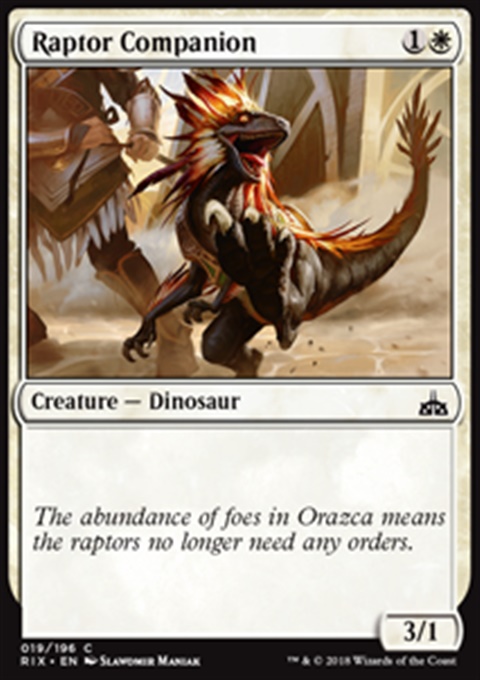 Raptor Companion 1
Creature — Dinosaur
The abundance of foes in Orazca means
the raptors no longer need any orders.
3/1
019/196 C
RIX • EN Slawomir Maniak
™ & © 2018 Wizards of the Coast